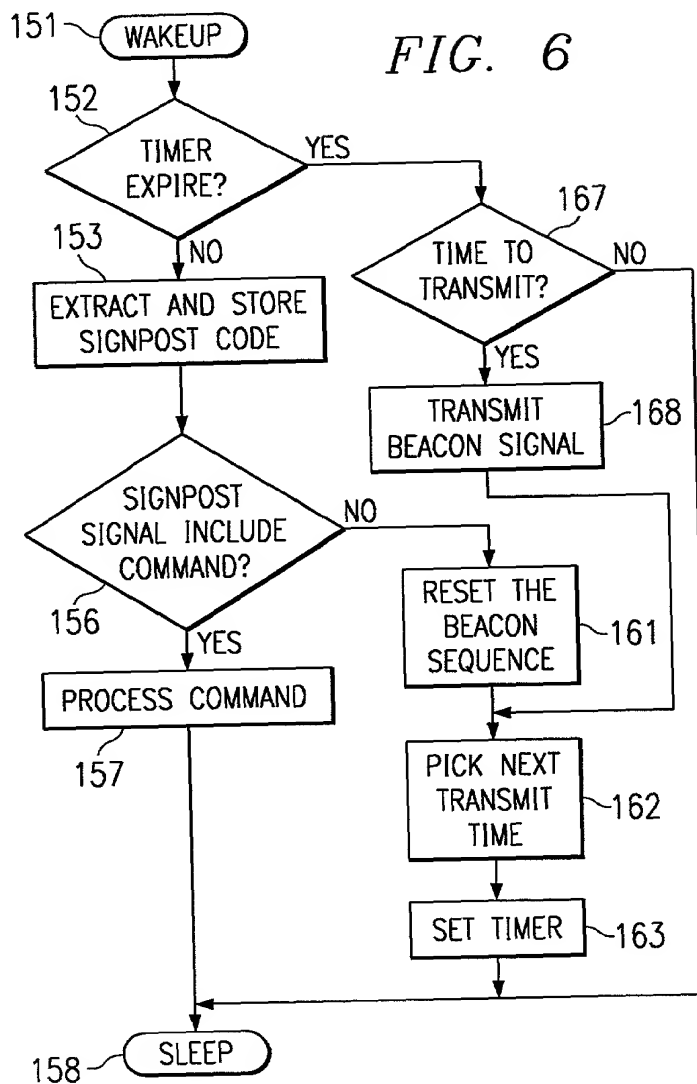 151
WAKEUP
FIG. 6
152
TIMER
EXPIRE?
YES
NO
153
EXTRACT AND STORE
SIGNPOST CODE
167
TIME TO
TRANSMIT?
NO
YES
TRANSMIT
BEACON SIGNAL
168
SIGNPOST
SIGNAL INCLUDE
COMMAND?
NO
156
YES
RESET THE
BEACON
SEQUENCE
161
PROCESS COMMAND
157
PICK NEXT
TRANSMIT
TIME
162
SET TIMER
163
158
SLEEP